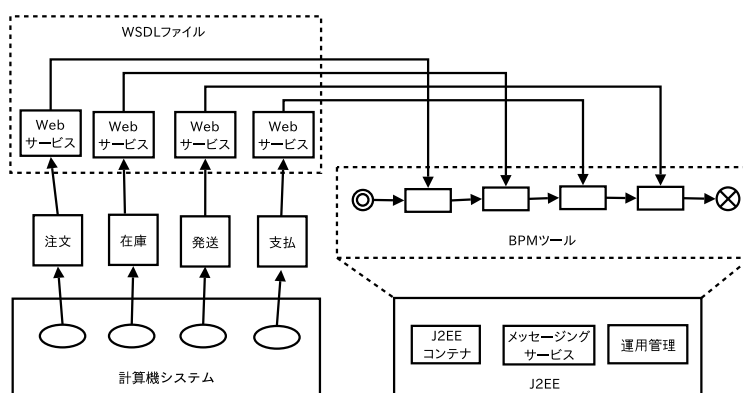 WSDLファイル
Web
サービス
Web
サービス
Web
サービス
Web
サービス
注文
在庫
発送
支払
計算機システム
BPMツール
J2EE
コンテナ
メッセージング
サービス
運用管理
J2EE